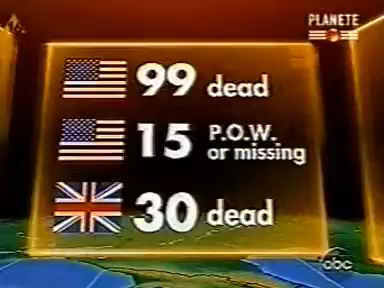 PLANETE
99 dead
15 P.O.W.
or missing
30 dead
abc